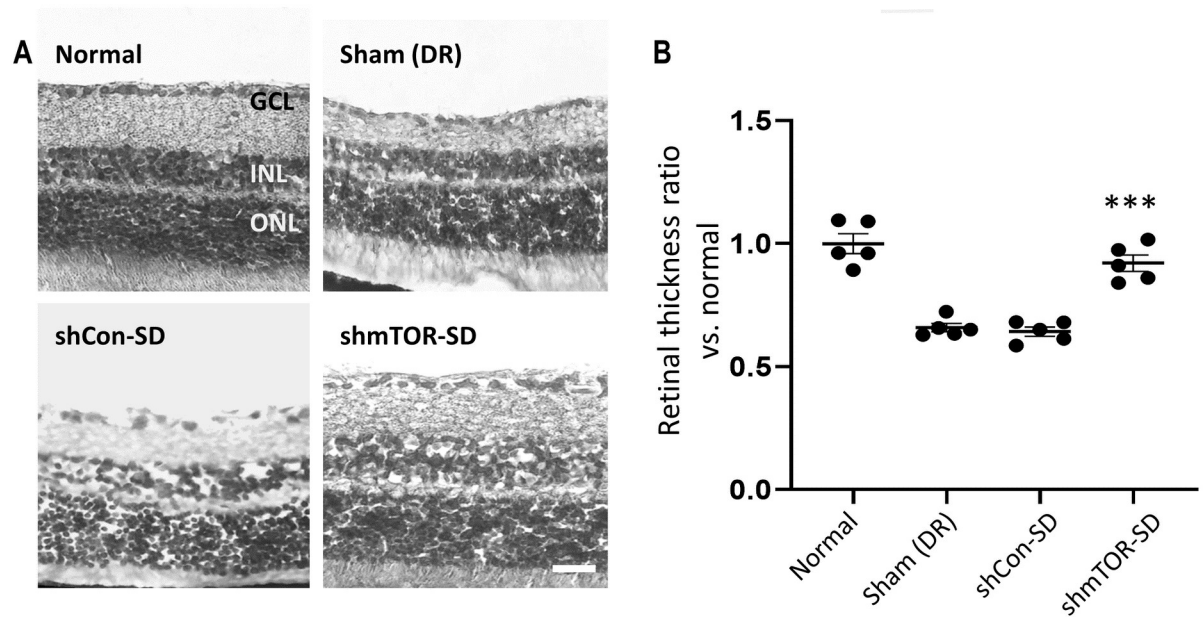 A
Normal
GCL
INL
ONL
Sham (DR)
shCon-SD
shmTOR-SD
B
Retinal thickness ratio
vs. normal
1.5
1.0
0.5
0.0
***
Normal
Sham (DR)
shCon-SD
shmTOR-SD